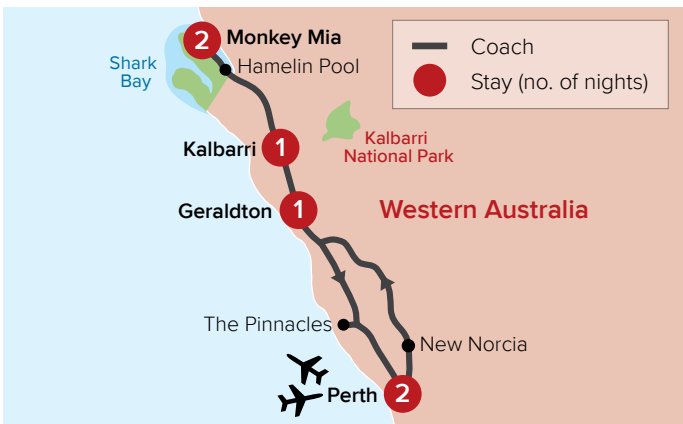 2 Monkey Mia
Hamelin Pool
Shark
Bay
Coach
Stay (no. of nights)
Kalbarri 1
Kalbarri
National Park
Geraldton 1
Western Australia
The Pinnacles
New Norcia
Perth 2